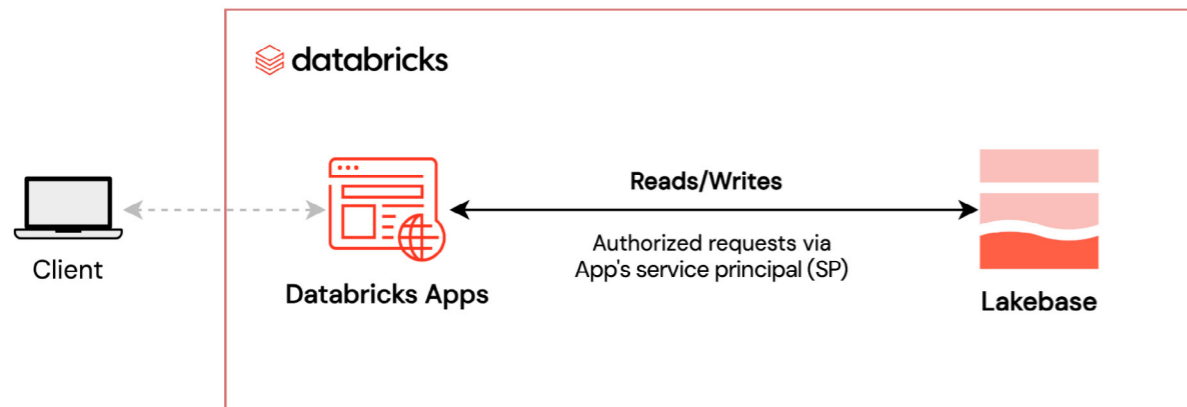 databricks
Reads/Writes
Authorized requests via
App's service principal (SP)
Client
Databricks Apps
Lakebase